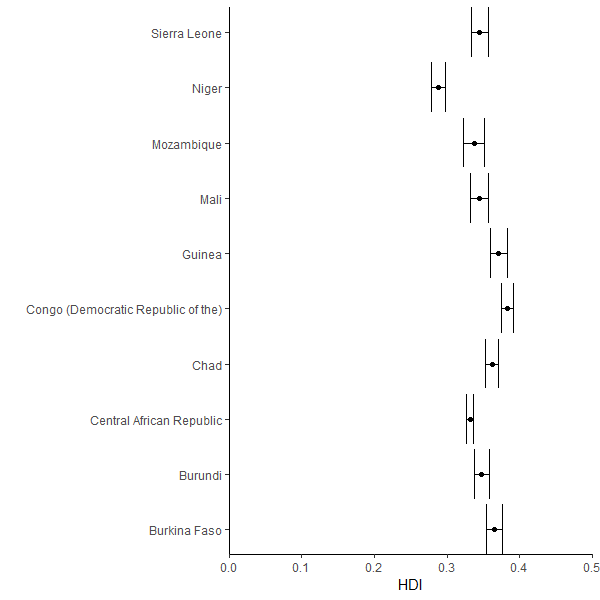 Sierra Leone
Niger
Mozambique
Mali
Guinea
Congo (Democratic Republic of the)
Chad
Central African Republic
Burundi
Burkina Faso
0.0 0.1 0.2 0.3 0.4 0.5
HDI